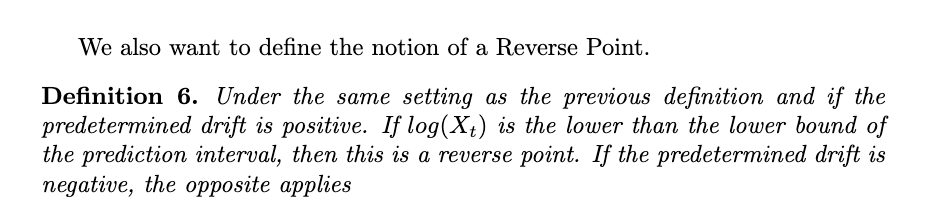 We also want to define the notion of a Reverse Point.
Definition 6. Under the same setting as the previous definition and if the
predetermined drift is positive. If log(Xₜ) is the lower than the lower bound of
the prediction interval, then this is a reverse point. If the predetermined drift is
negative, the opposite applies